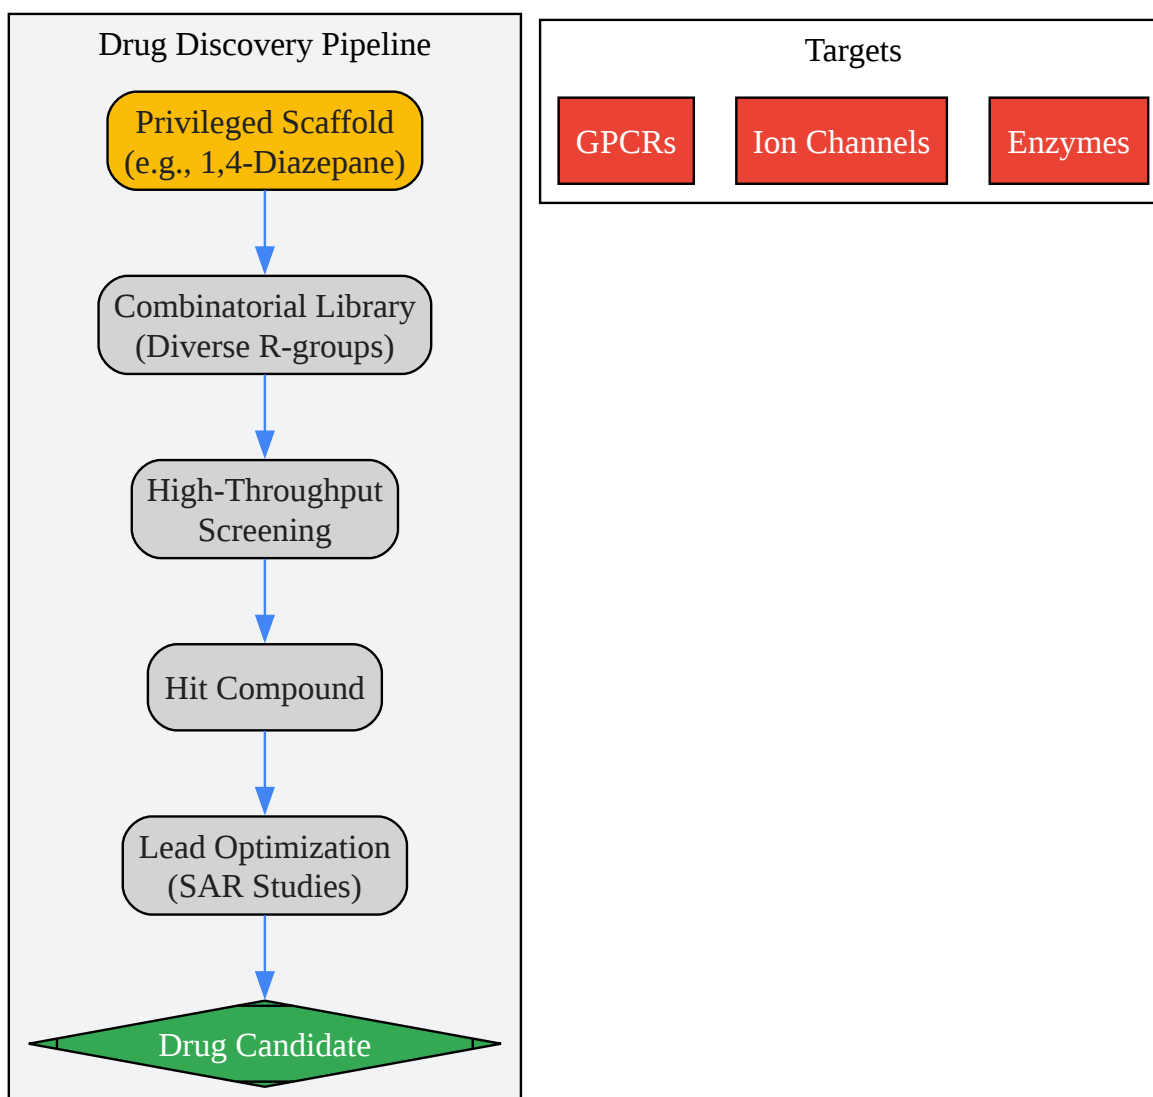 Drug Discovery Pipeline
Privileged Scaffold
(e.g., 1,4-Diazepane)
Combinatorial Library
(Diverse R-groups)
High-Throughput
Screening
Hit Compound
Lead Optimization
(SAR Studies)
Drug Candidate
Targets
GPCRs
Ion Channels
Enzymes